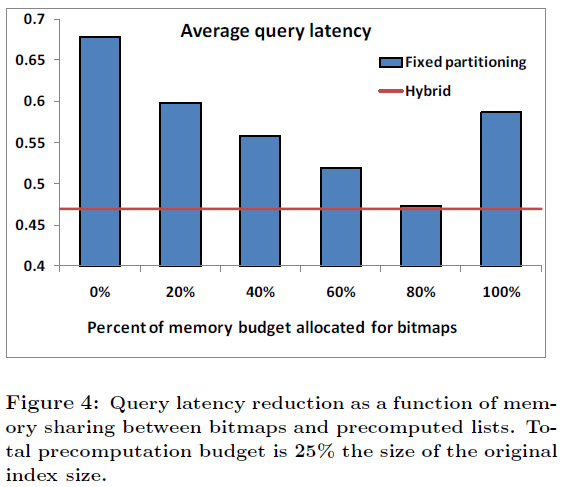 Average query latency
Fixed partitioning
Hybrid
0.7
0.65
0.6
0.55
0.5
0.45
0.4
0% 20% 40% 60% 80% 100%
Percent of memory budget allocated for bitmaps
Figure 4: Query latency reduction as a function of mem-
ory sharing between bitmaps and precomputed lists. To-
tal precomputation budget is 25% the size of the original
index size.